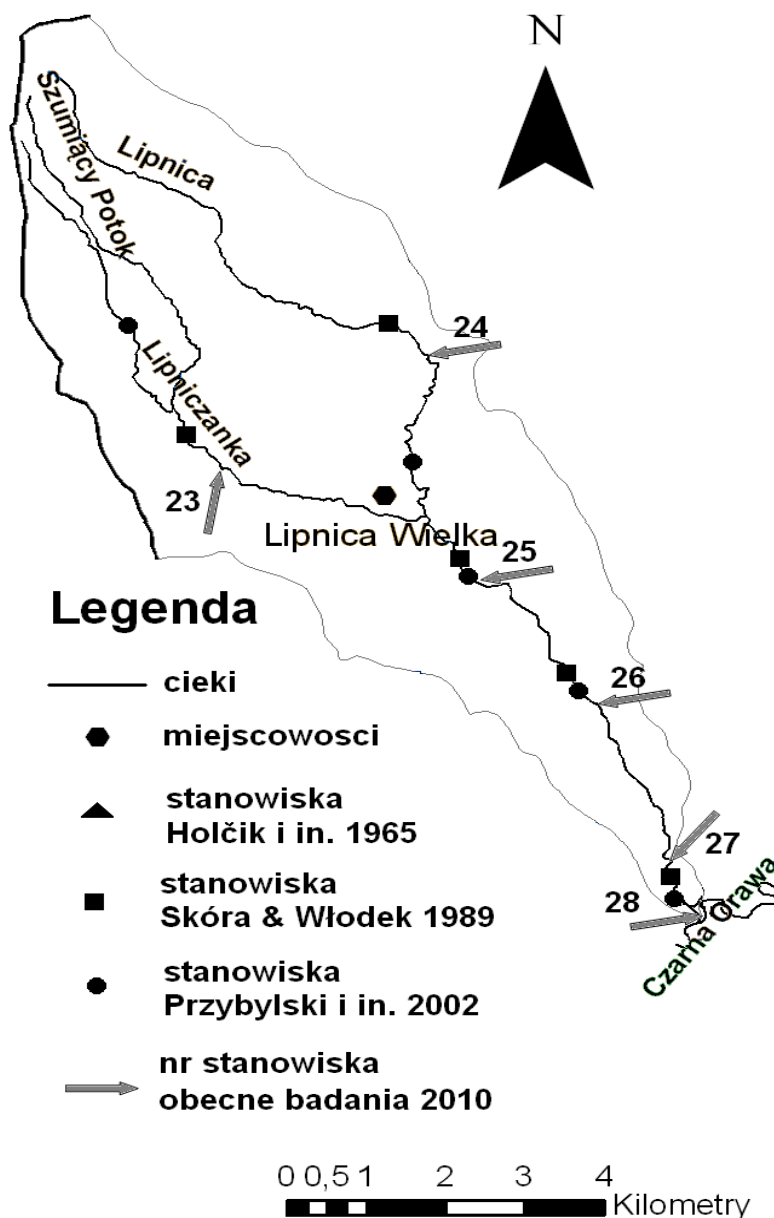 N
Szumiący Potok
Lipnica
24
Lipniczanka
23
Lipnica Wielka
25
26
27
28
Czarna Orawa
Legenda
cieki
miejscowosci
stanowiska
Holčik i in. 1965
stanowiska
Skóra & Włodek 1989
stanowiska
Przybylski i in. 2002
nr stanowiska
obecne badania 2010
0 0,5 1 2 3 4
Kilometry